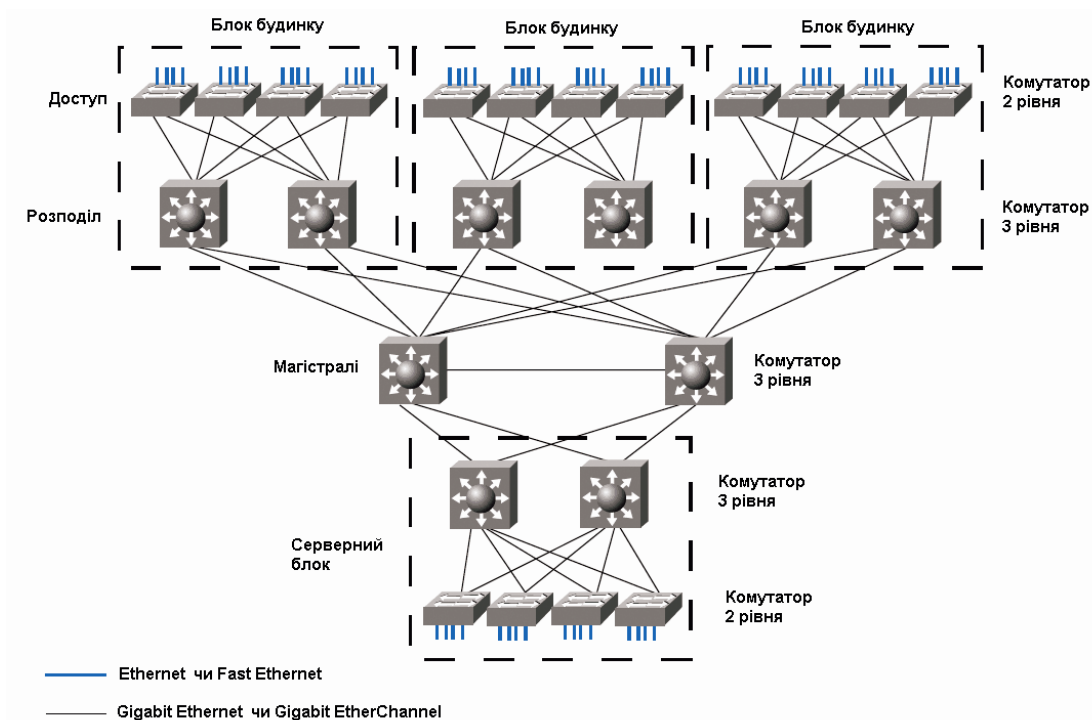 Блок будинку
Блок будинку
Блок будинку
Доступ
Комутатор
2 рівня
Розподіл
Комутатор
3 рівня
Магістралі
Комутатор
3 рівня
Комутатор
3 рівня
Серверний
блок
Комутатор
2 рівня
Ethernet чи Fast Ethernet
Gigabit Ethernet чи Gigabit EtherChannel